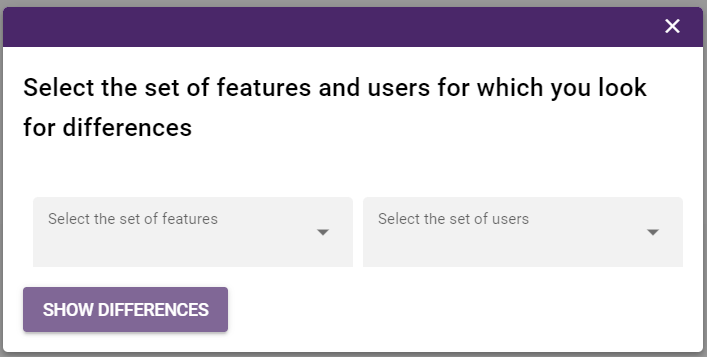 Select the set of features and users for which you look
for differences
Select the set of features
Select the set of users
SHOW DIFFERENCES